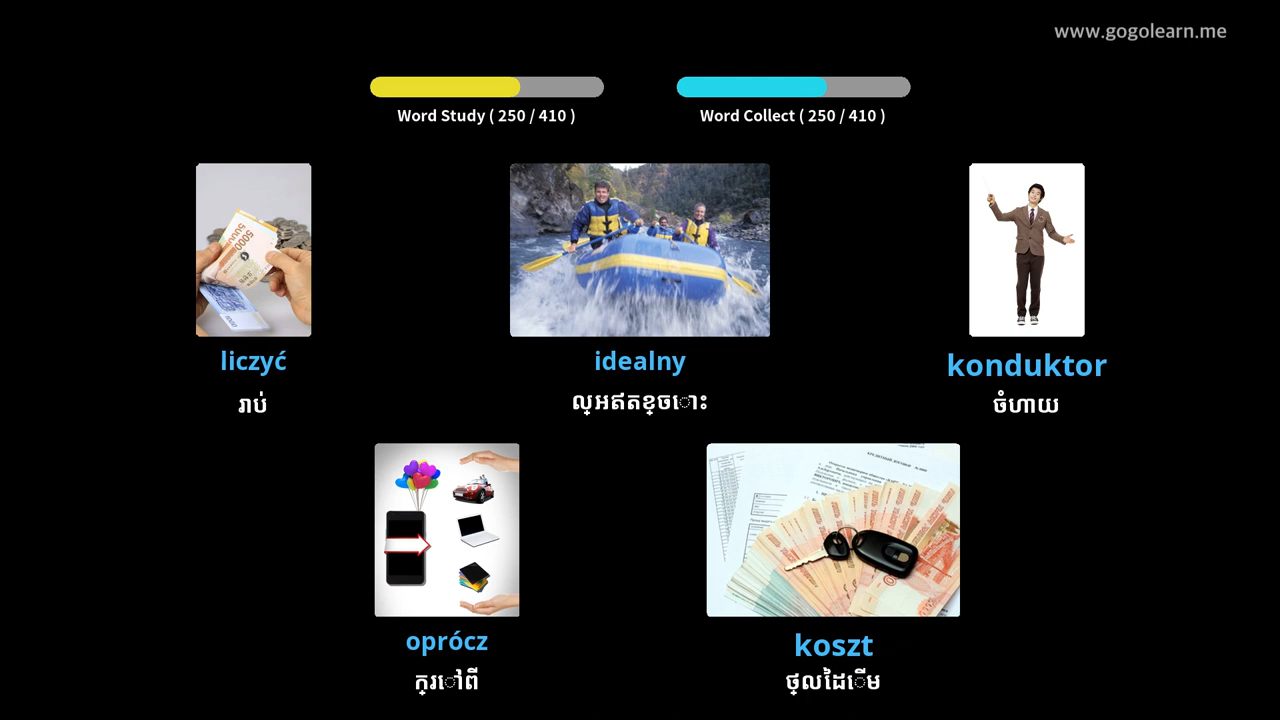 www.gogolearn.me
Word Study ( 250 / 410 )
Word Collect ( 250 / 410 )
liczyć
រាប់
idealny
ល្អឥតខ្ចោះ
konduktor
ចំហាយ
oprócz
ក្រៅពី
koszt
ថ្លៃដើម